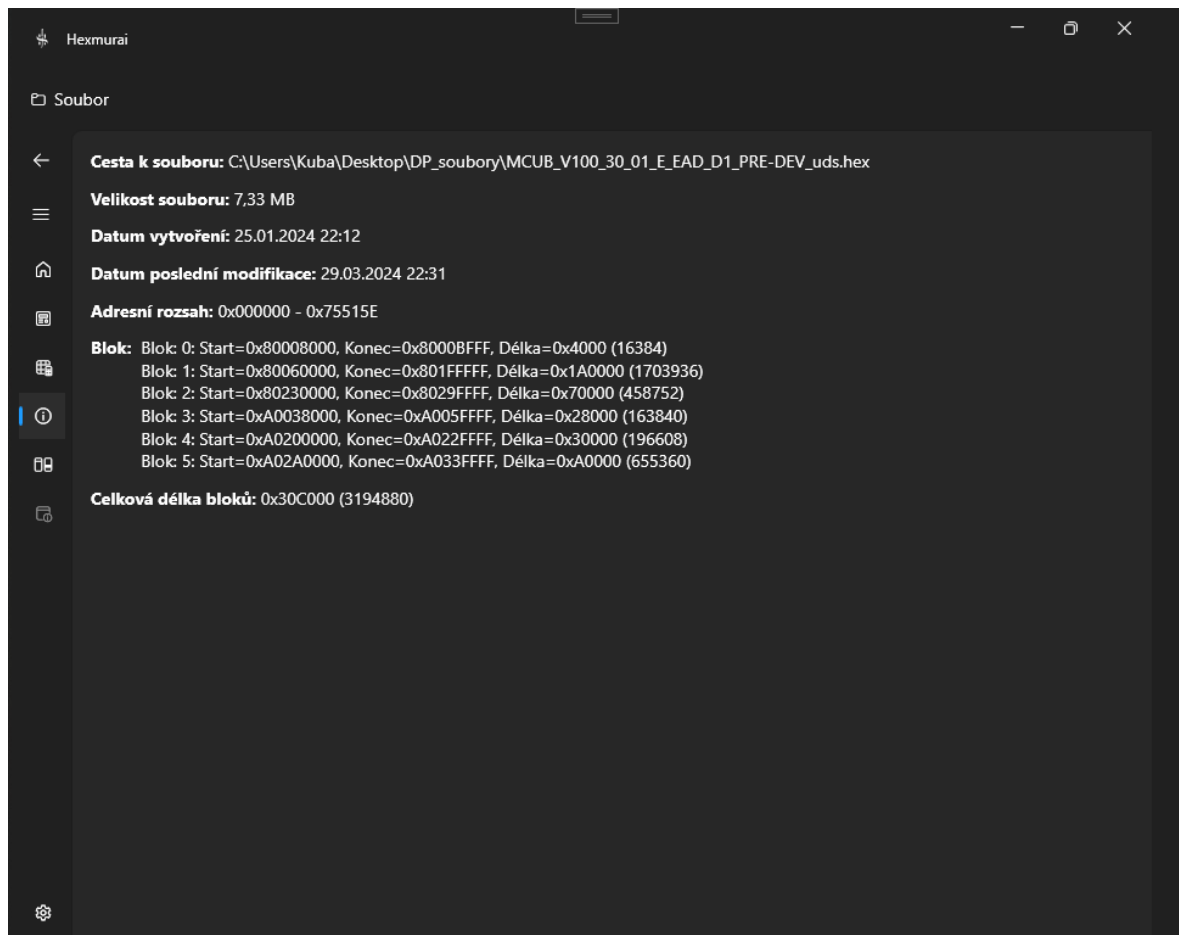 Hexmurai
Soubor
Cesta k souboru: C:\Users\Kuba\Desktop\DP_soubory\MCUB_V100_30_01_E_EAD_D1_PRE-DEV_uds.hex
Velikost souboru: 7,33 MB
Datum vytvoření: 25.01.2024 22:12
Datum poslední modifikace: 29.03.2024 22:31
Adresní rozsah: 0x000000 - 0x75515E
Blok: Blok: 0: Start=0x80008000, Konec=0x8000BFFF, Délka=0x4000 (16384)
Blok: 1: Start=0x80060000, Konec=0x801FFFFF, Délka=0x1A0000 (1703936)
Blok: 2: Start=0x80230000, Konec=0x8029FFFF, Délka=0x70000 (458752)
Blok: 3: Start=0xA0038000, Konec=0xA005FFFF, Délka=0x28000 (163840)
Blok: 4: Start=0xA0200000, Konec=0xA022FFFF, Délka=0x30000 (196608)
Blok: 5: Start=0xA02A0000, Konec=0xA033FFFF, Délka=0xA0000 (655360)
Celková délka bloků: 0x30C000 (3194880)